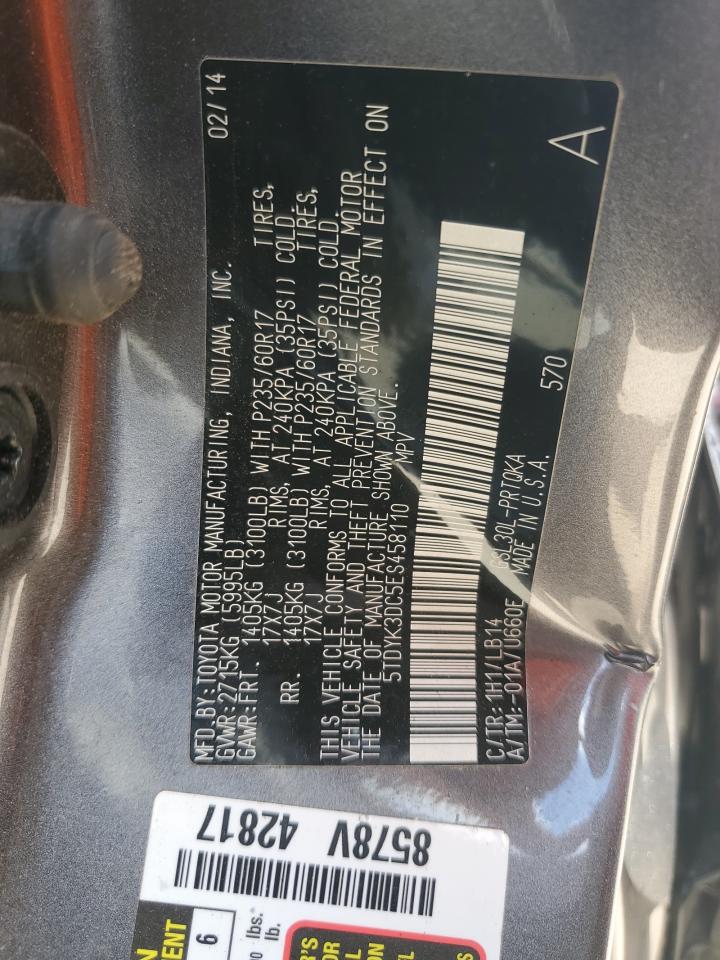 MFD.BY:TOYOTA MOTOR MANUFACTURING, INDIANA, INC. 02/14
GVWR:2715KG (5995LB)
GAWR:FRT. 1405KG (3100LB) WITH P235/60R17 TIRES,
17X7J RIMS, AT 240KPA (35PSI) COLD.
RR. 1405KG (3100LB) WITH P235/60R17 TIRES,
17X7J RIMS, AT 240KPA (35PSI) COLD.
THIS VEHICLE CONFORMS TO ALL APPLICABLE FEDERAL MOTOR
VEHICLE SAFETY AND THEFT PREVENTION STANDARDS IN EFFECT ON
THE DATE OF MANUFACTURE SHOWN ABOVE.
5TDYK3DC5ES458110 MPV
C/TR:1H1/LB14 GSL30L-PRTQKA
A/TM:-01A/U660E MADE IN U.S.A. 570
A
8578V 42817
6
lbs.*
lb.